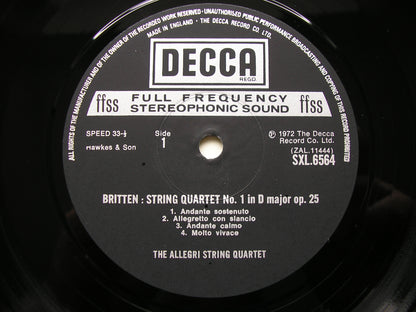 ALL RIGHTS OF THE MANUFACTURER AND OF THE OWNER OF THE RECORDED WORK RESERVED · UNAUTHORISED PUBLIC PERFORMANCE BROADCASTING AND COPYING OF THIS RECORD PROHIBITED
MADE IN ENGLAND, THE DECCA RECORD CO. LTD.
DECCA
REGD.
ffss FULL FREQUENCY STEREOPHONIC SOUND ffss
SPEED 33-⅓
Hawkes & Son
Side
1
Ⓟ 1972 The Decca
Record Co. Ltd.
(ZAL.11444)
SXL.6564
BRITTEN : STRING QUARTET No. 1 in D major op. 25
1. Andante sostenuto
2. Allegretto con slancio
3. Andante calmo
4. Molto vivace
THE ALLEGRI STRING QUARTET